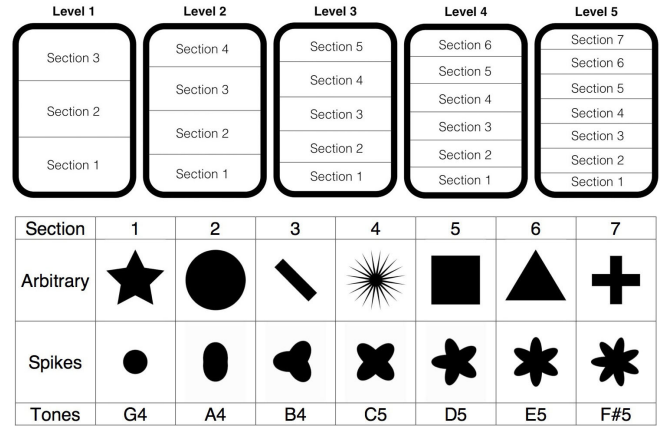 Level 1 Level 2 Level 3 Level 4 Level 5
Section 3
Section 2
Section 1
Section 4
Section 3
Section 2
Section 1
Section 5
Section 4
Section 3
Section 2
Section 1
Section 6
Section 5
Section 4
Section 3
Section 2
Section 1
Section 7
Section 6
Section 5
Section 4
Section 3
Section 2
Section 1
Section 1 2 3 4 5 6 7
Arbitrary
Spikes
Tones G4 A4 B4 C5 D5 E5 F#5